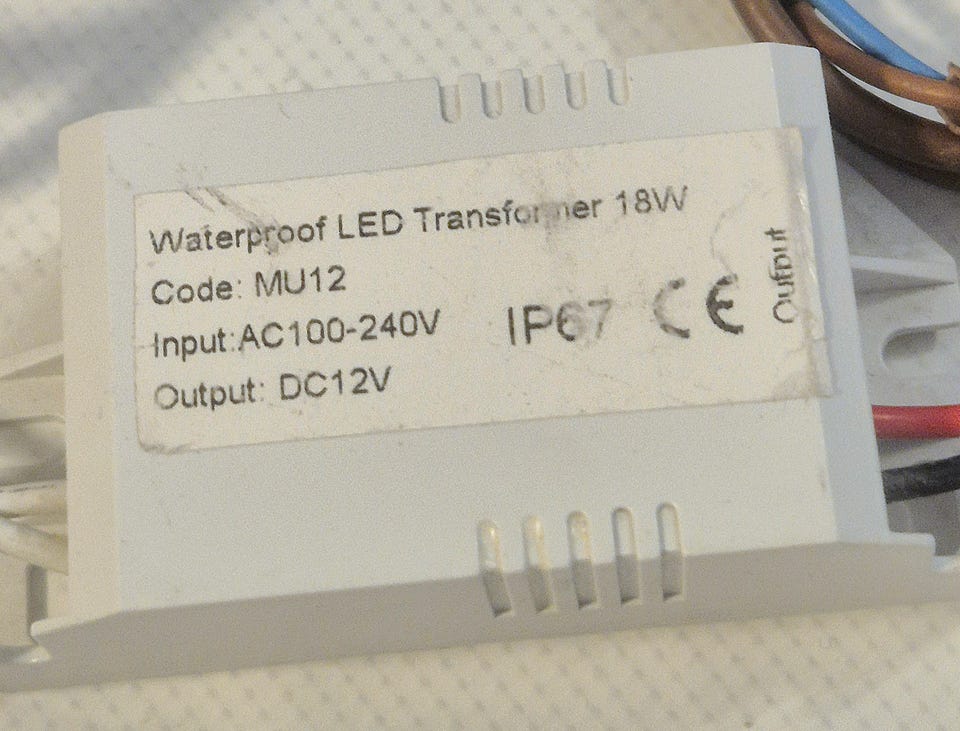 Waterproof LED Transformer 18W
Code: MU12
Input:AC100-240V
Output: DC12V
IP67 CE
Output